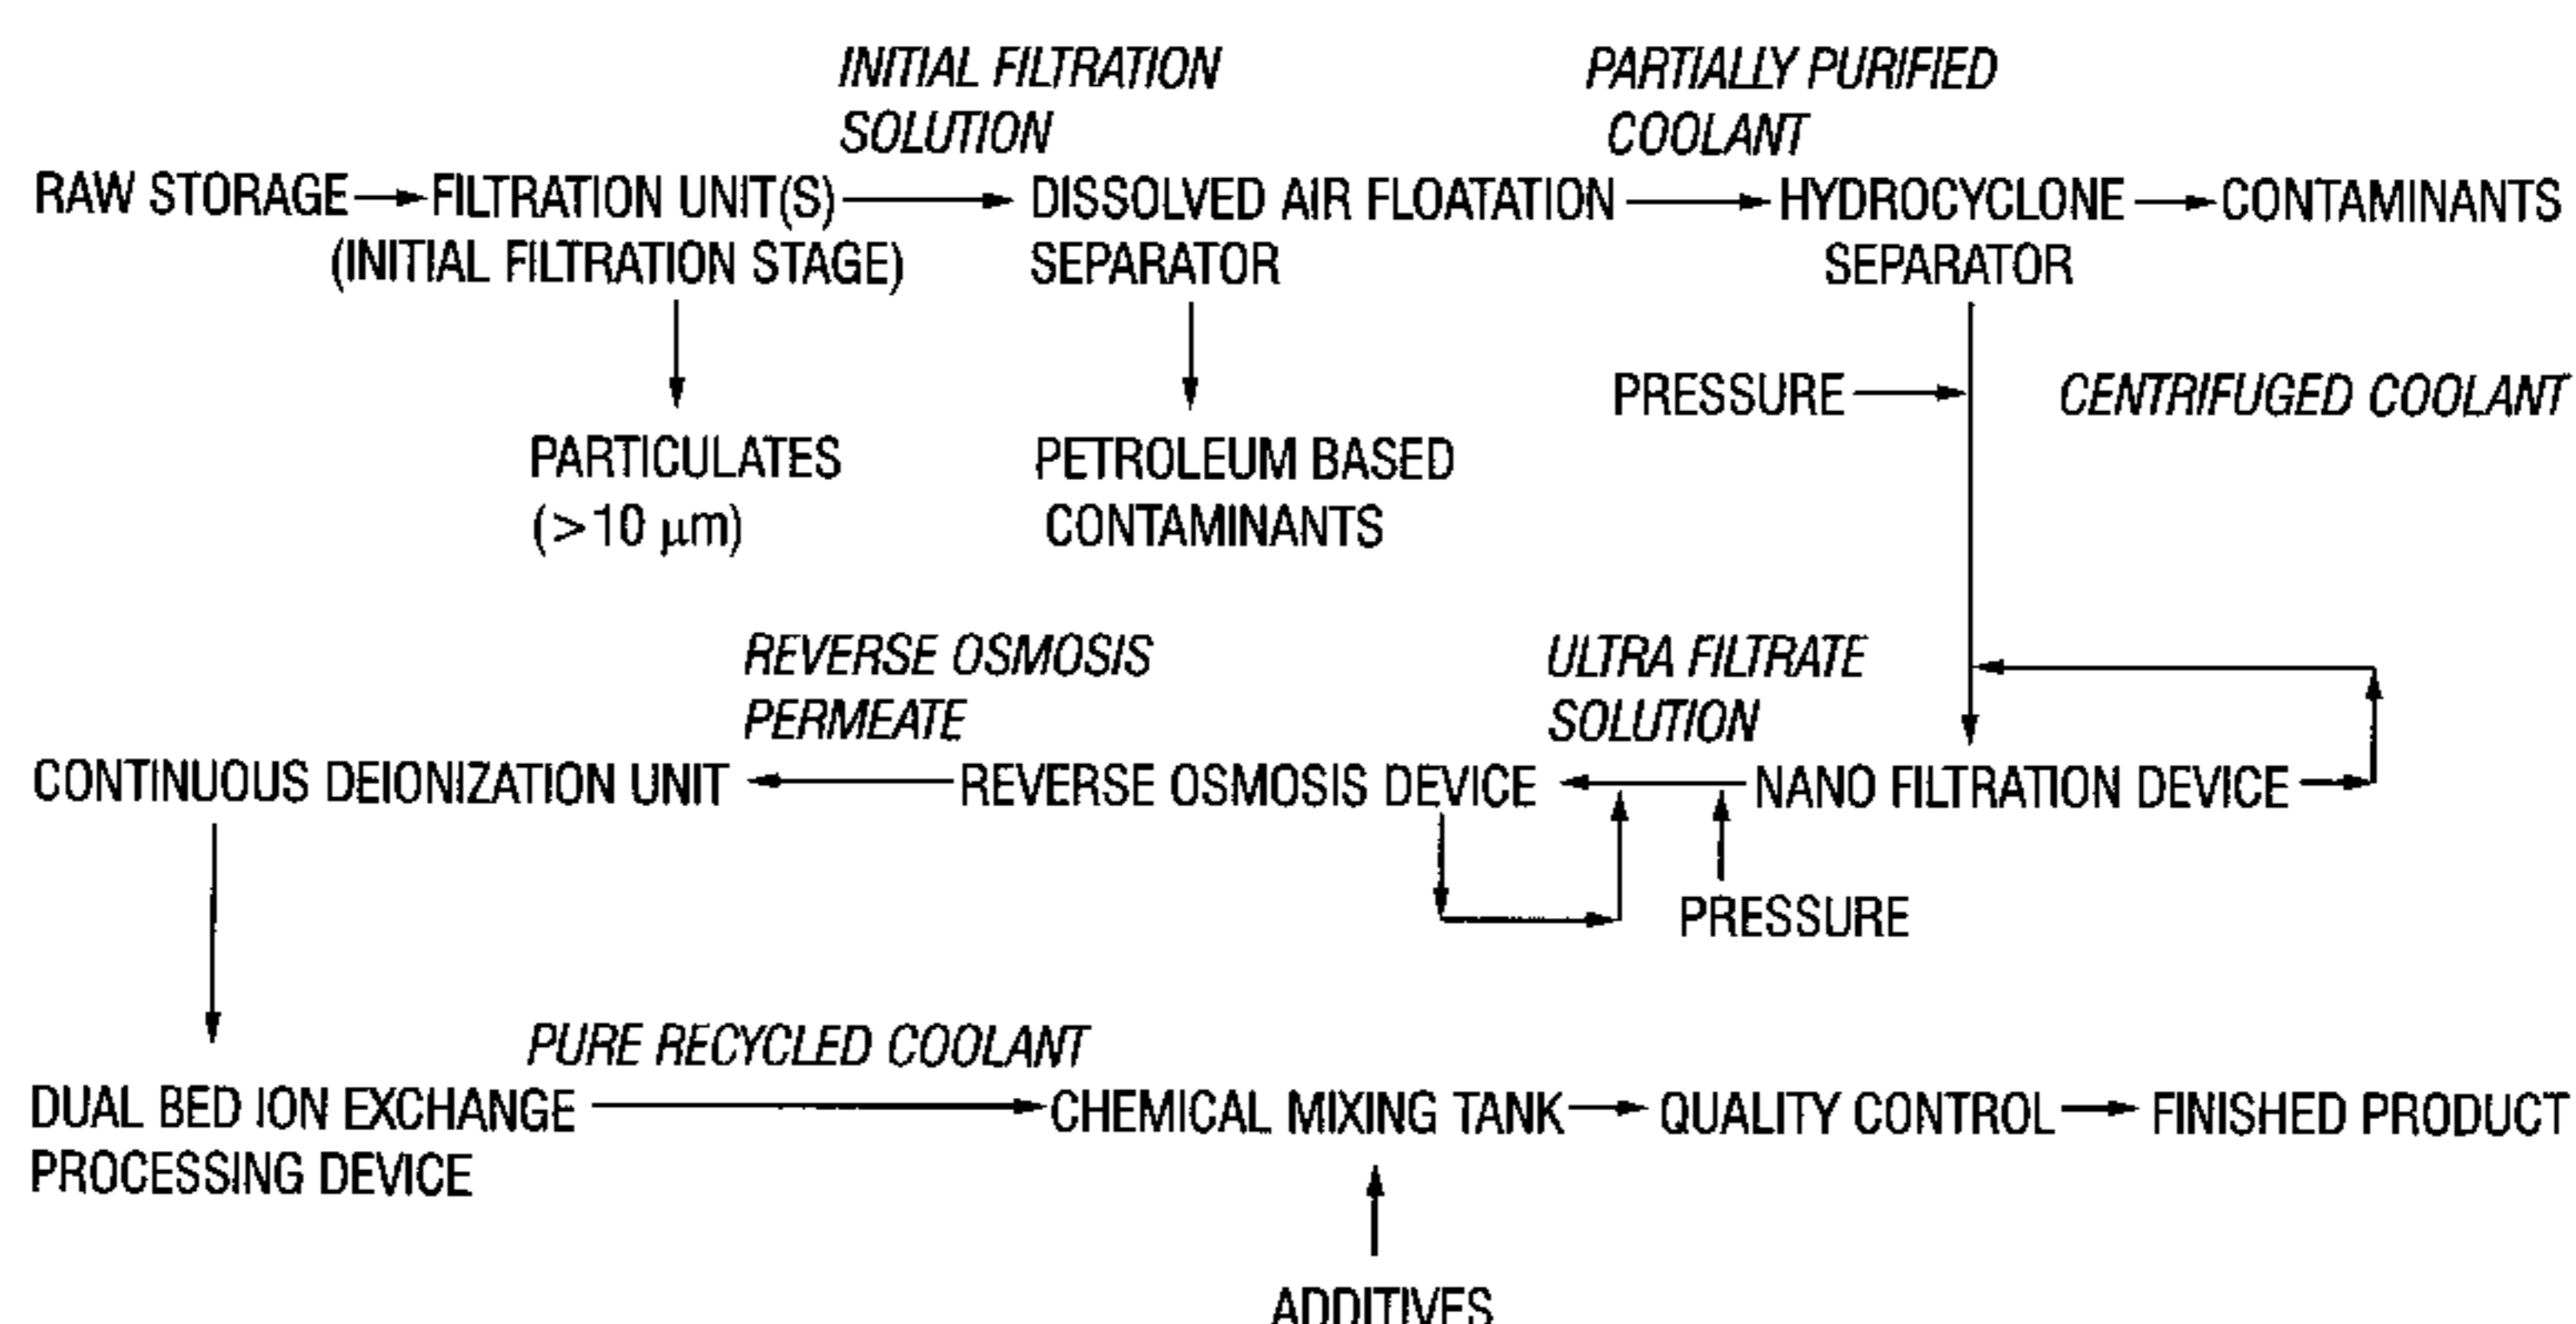 INITIAL FILTRATION
SOLUTION
PARTIALLY PURIFIED
COOLANT
RAW STORAGE
FILTRATION UNIT(S)
(INITIAL FILTRATION STAGE)
DISSOLVED AIR FLOATATION
SEPARATOR
HYDROCYCLONE
SEPARATOR
CONTAMINANTS
PRESSURE
CENTRIFUGED COOLANT
PARTICULATES
(>10 μm)
PETROLEUM BASED
CONTAMINANTS
REVERSE OSMOSIS
PERMEATE
ULTRA FILTRATE
SOLUTION
CONTINUOUS DEIONIZATION UNIT
REVERSE OSMOSIS DEVICE
NANO FILTRATION DEVICE
PRESSURE
PURE RECYCLED COOLANT
DUAL BED ION EXCHANGE
PROCESSING DEVICE
CHEMICAL MIXING TANK
QUALITY CONTROL
FINISHED PRODUCT
ADDITIVES